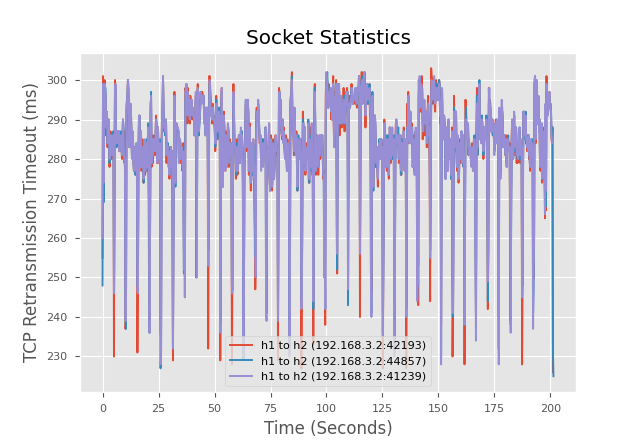 Socket Statistics
TCP Retransmission Timeout (ms)
300
290
280
270
260
250
240
230
h1 to h2 (192.168.3.2:42193)
h1 to h2 (192.168.3.2:44857)
h1 to h2 (192.168.3.2:41239)
0 25 50 75 100 125 150 175 200
Time (Seconds)